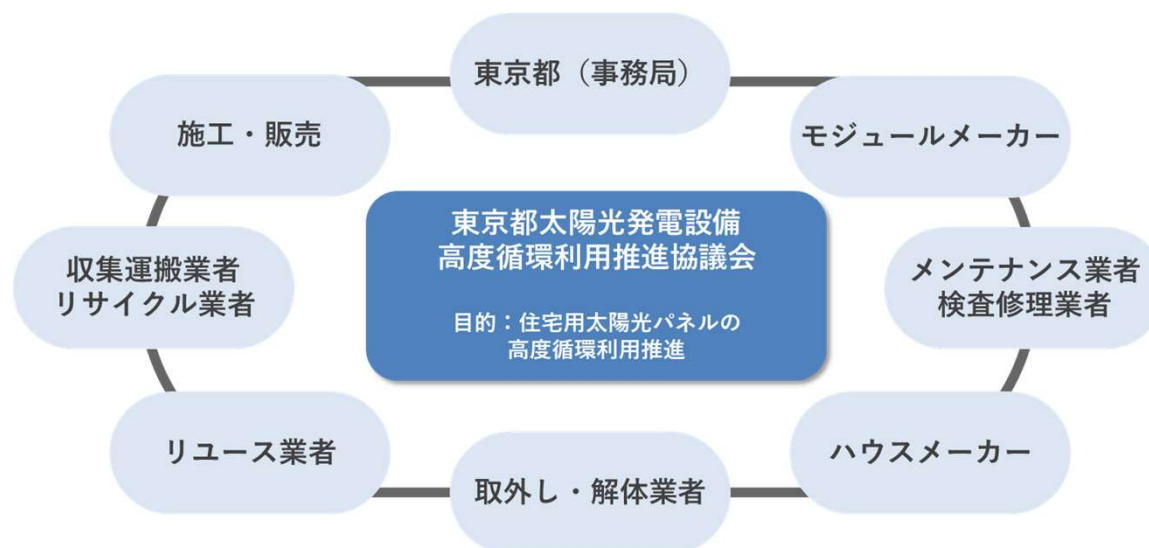 東京都（事務局）
施工・販売
モジュールメーカー
東京都太陽光発電設備
高度循環利用推進協議会
目的：住宅用太陽光パネルの
高度循環利用推進
収集運搬業者
リサイクル業者
メンテナンス業者
検査修理業者
リユース業者
ハウスメーカー
取外し・解体業者